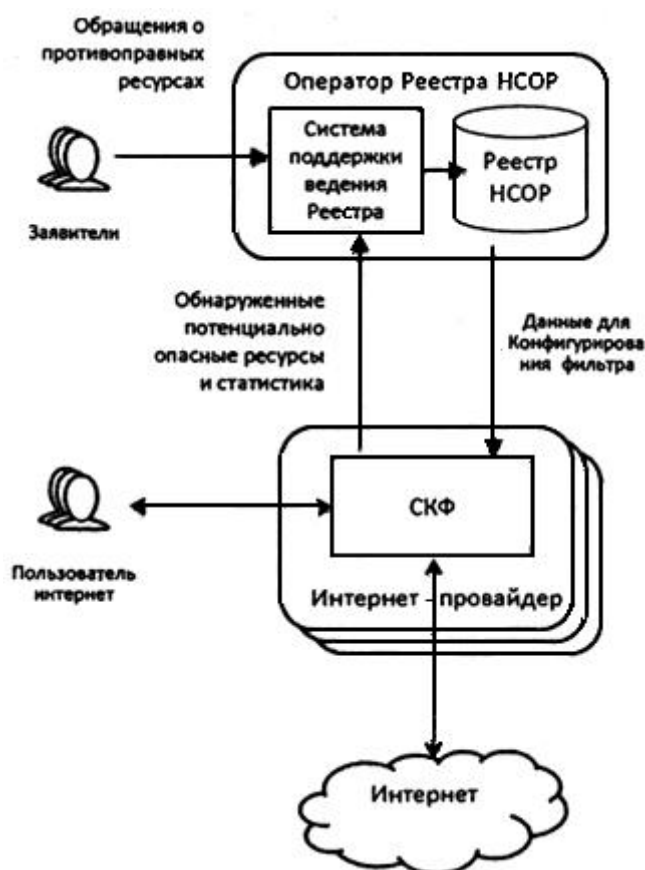 Обращения о
противоправных
ресурсах
Оператор Реестра НСОР
Система
поддержки
ведения
Реестра
Реестр
НСОР
Заявители
Обнаруженные
потенциально
опасные ресурсы
и статистика
Данные для
Конфигурирова
ния фильтра
СКФ
Пользователь
интернет
Интернет - провайдер
Интернет